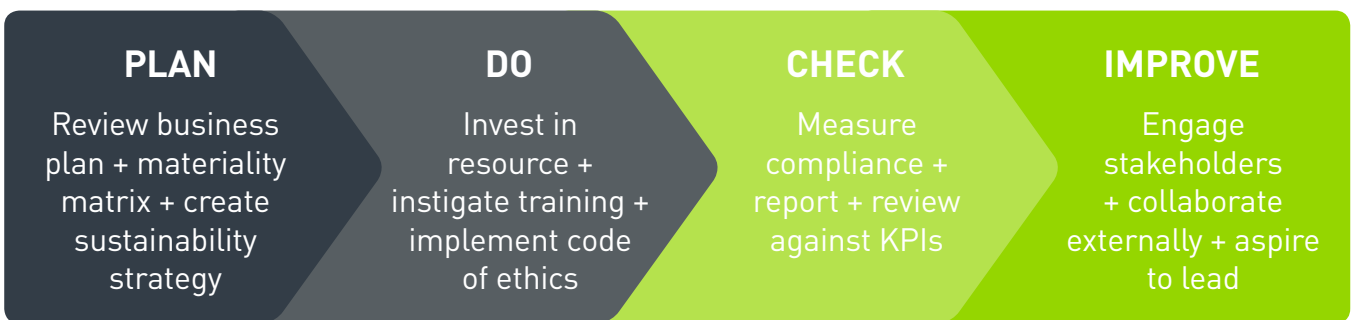 PLAN
Review business
plan + materiality
matrix + create
sustainability
strategy
DO
Invest in
resource +
instigate training +
implement code
of ethics
CHECK
Measure
compliance +
report + review
against KPIs
IMPROVE
Engage
stakeholders
+ collaborate
externally + aspire
to lead